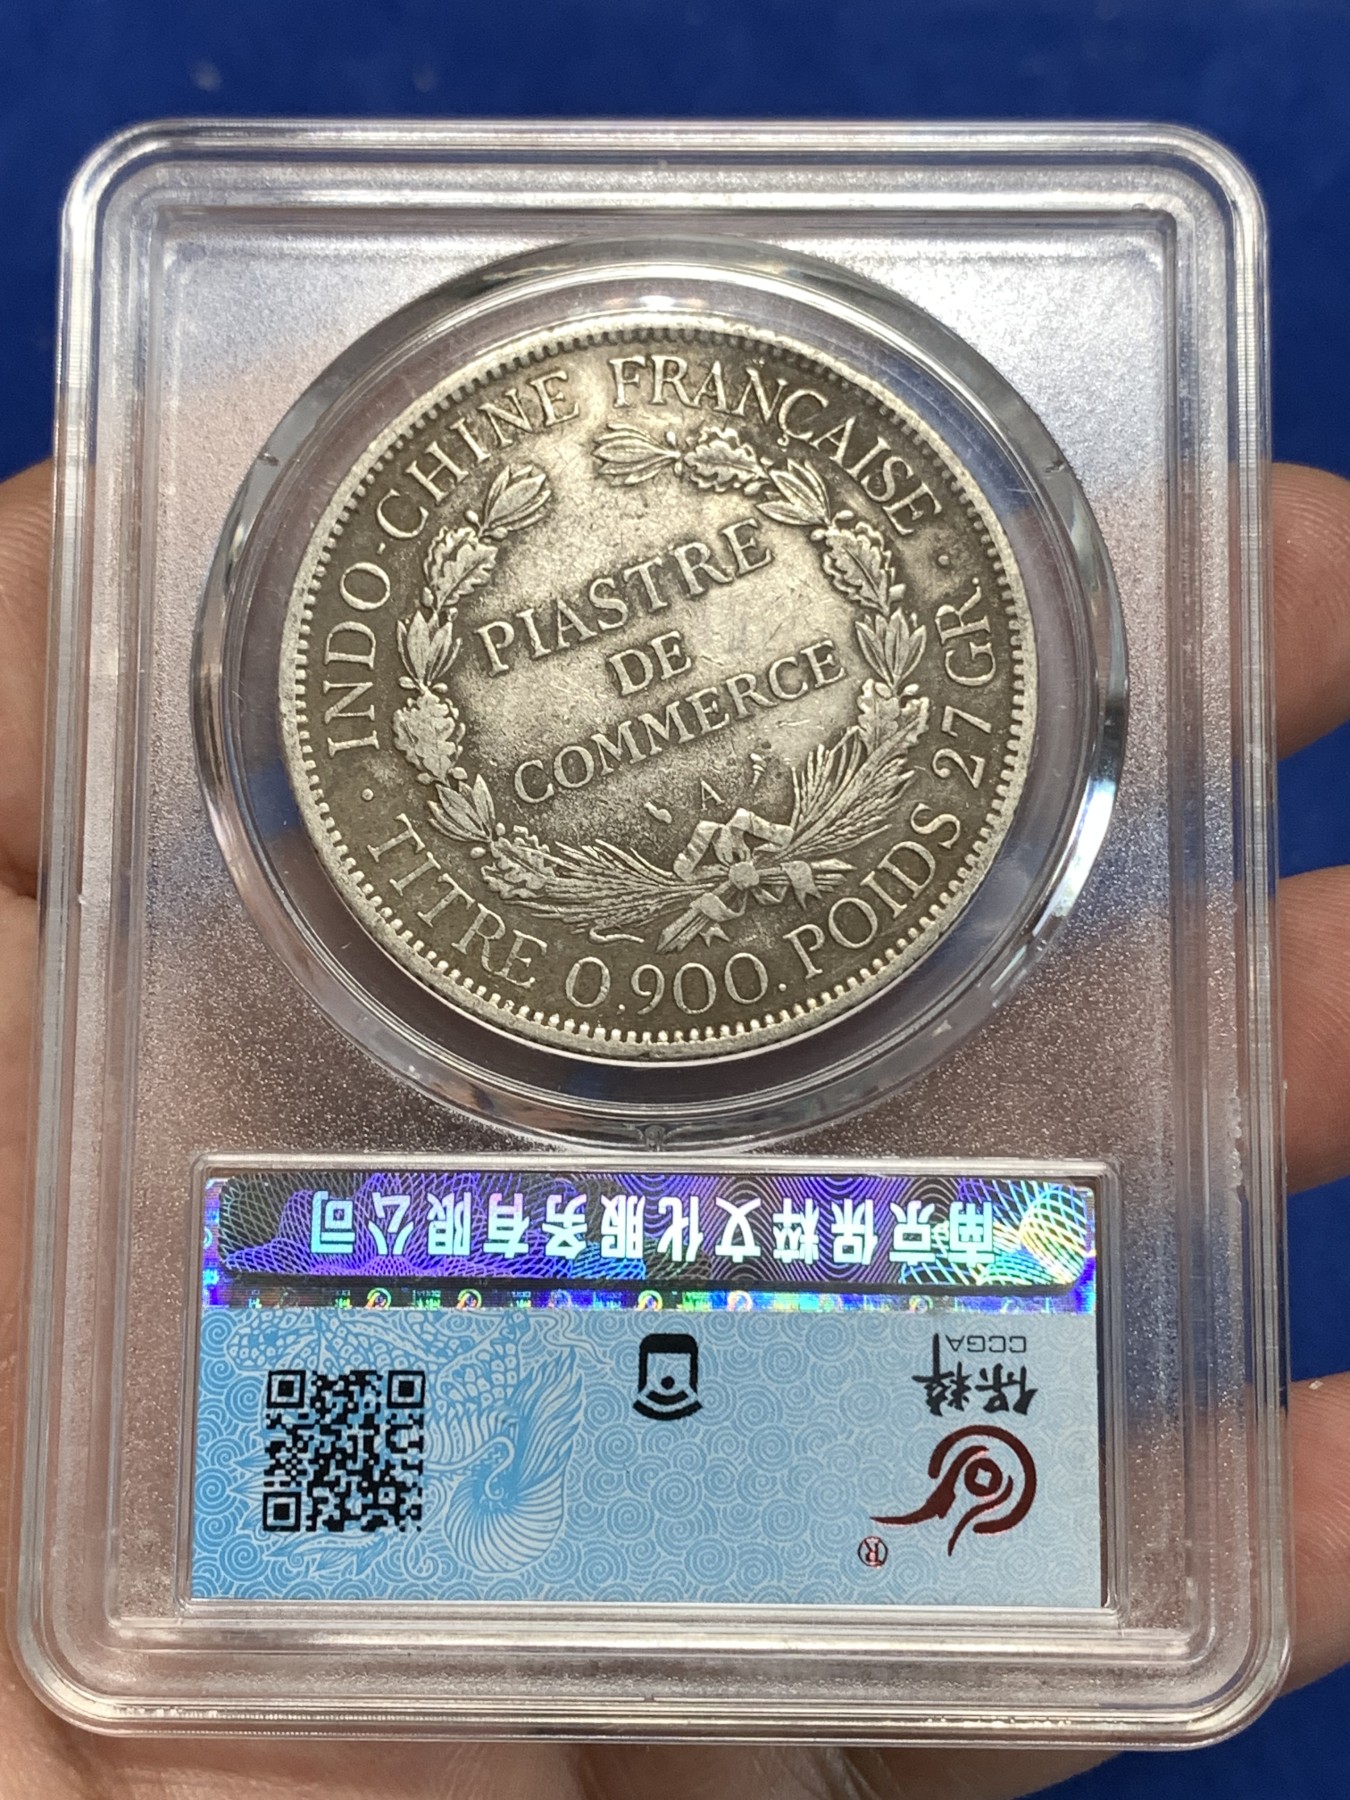 · INDO-CHINE FRANÇAISE ·
PIASTRE
DE
COMMERCE
A
TITRE 0.900. POIDS 27 GR.
南京保粹文化服务有限公司
保粹
CCGA
®